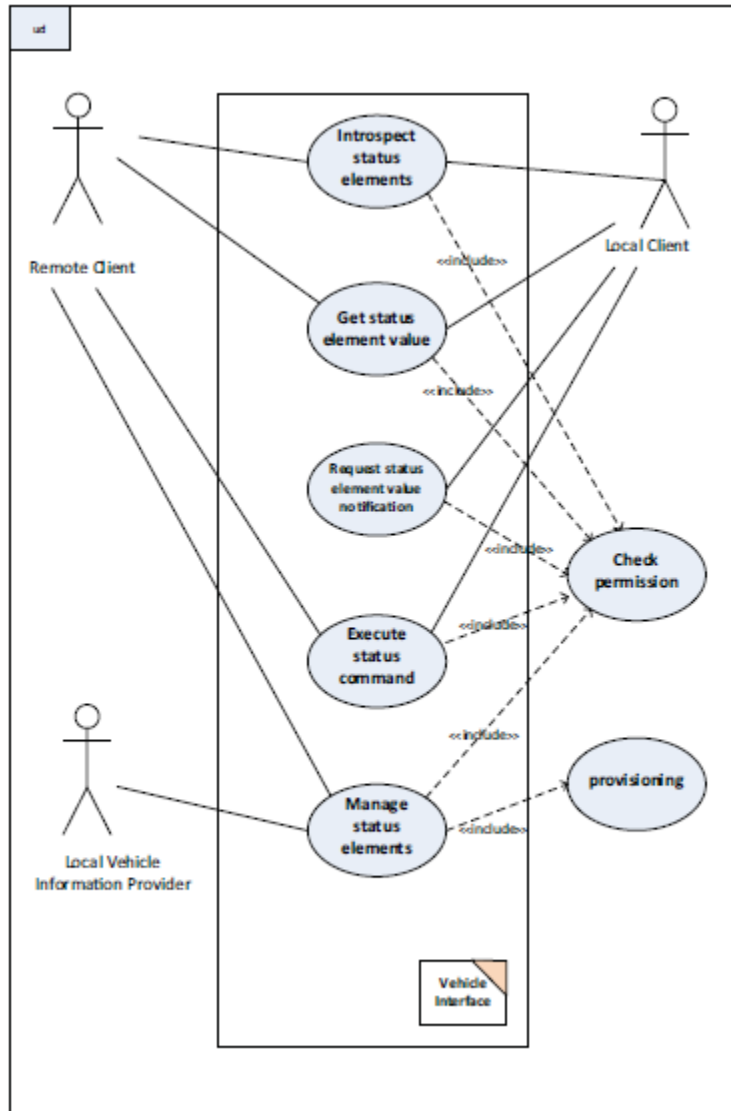 ud
Introspect
status
elements
Remote Client
Local Client
<<include>>
Get status
element value
<<include>>
Request status
element value
notification
<<include>>
Check
permission
Execute
status
command
<<include>>
<<include>>
provisioning
Manage
status
elements
<<include>>
Local Vehicle
Information Provider
Vehicle
Interface